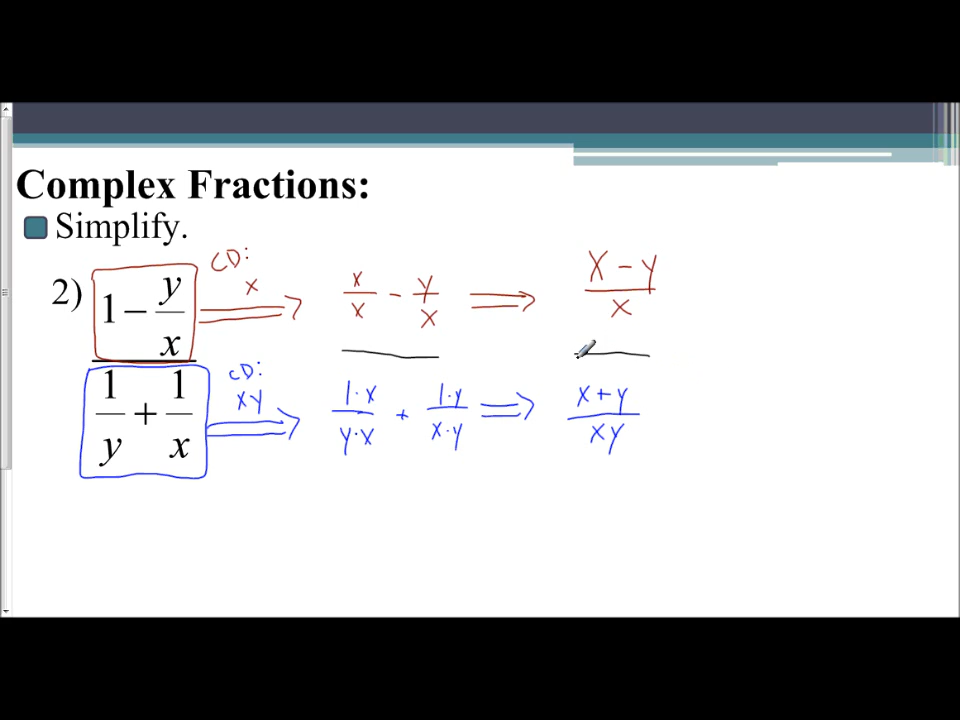 Complex Fractions:
Simplify.
2) (1 - y/x) / (1/y + 1/x)
CD: x ⟹ x/x - y/x ⟹ (x - y)/x
CD: xy ⟹ (1·x)/(y·x) + (1·y)/(x·y) ⟹ (x + y)/(xy)